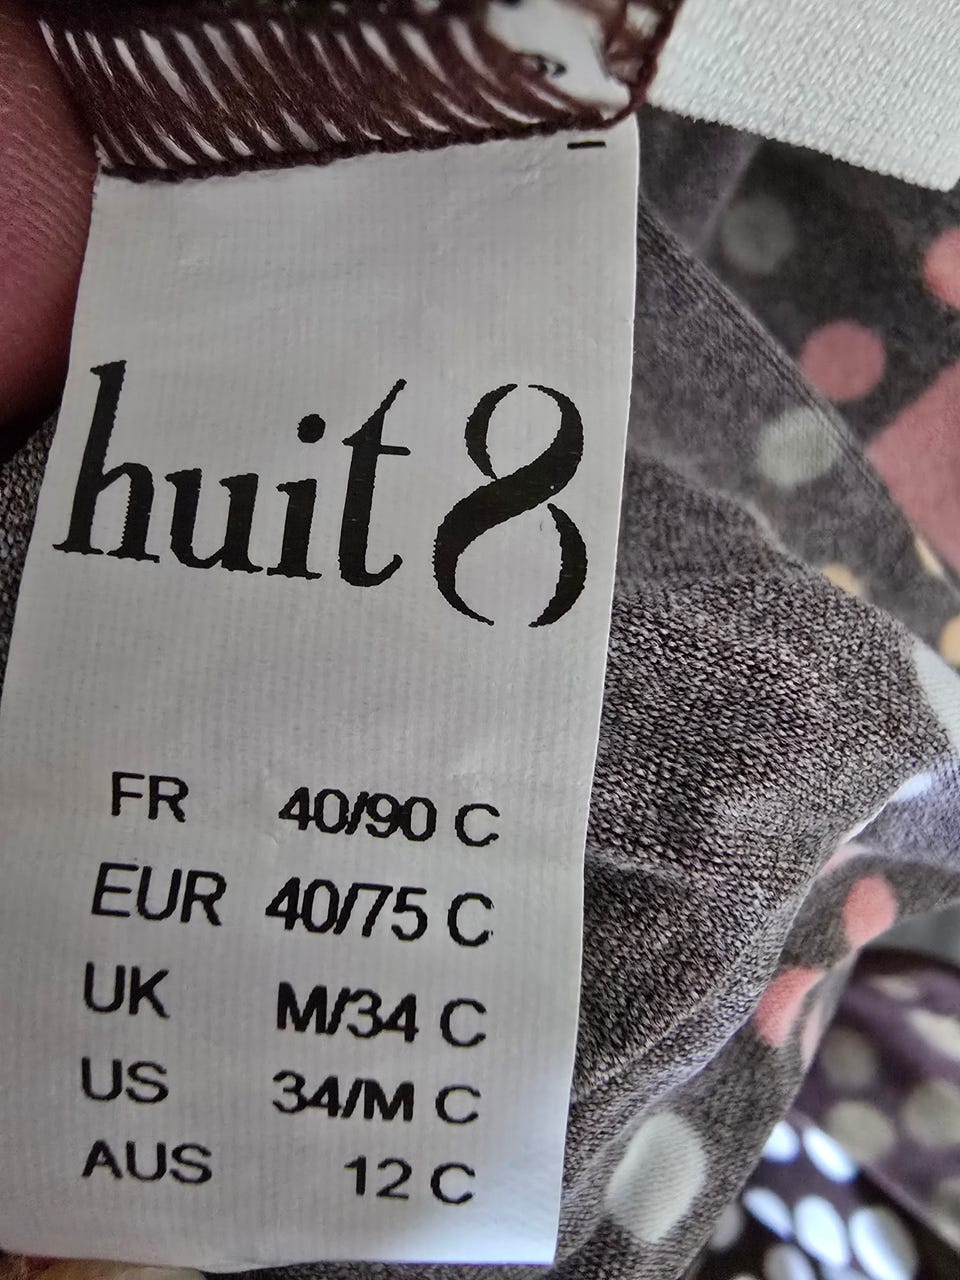 huit 8
FR 40/90 C
EUR 40/75 C
UK M/34 C
US 34/M C
AUS 12 C